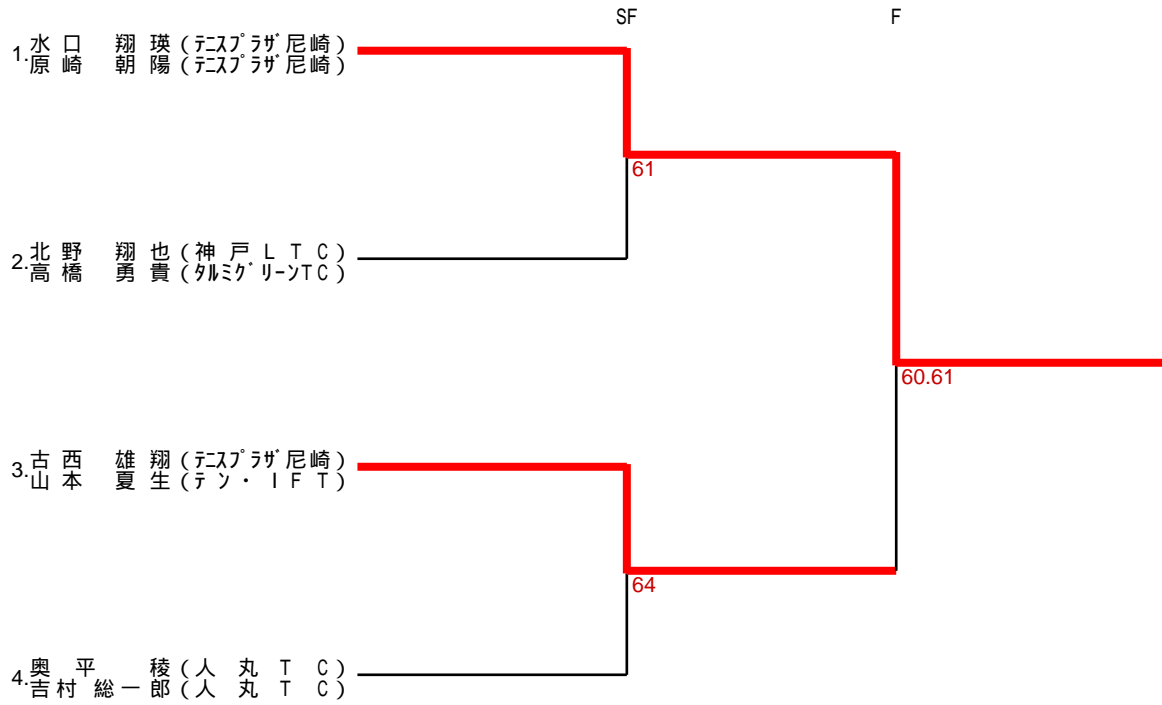 SF F
1. 水口 翔瑛(テニスプラザ尼崎)
原崎 朝陽(テニスプラザ尼崎)
61
2. 北野 翔也(神戸LTC)
高橋 勇貴(タルミグリーンTC)
60.61
3. 古西 雄翔(テニスプラザ尼崎)
山本 夏生(テン・IFT)
64
4. 奥平 稜(人丸TC)
吉村 総一郎(人丸TC)